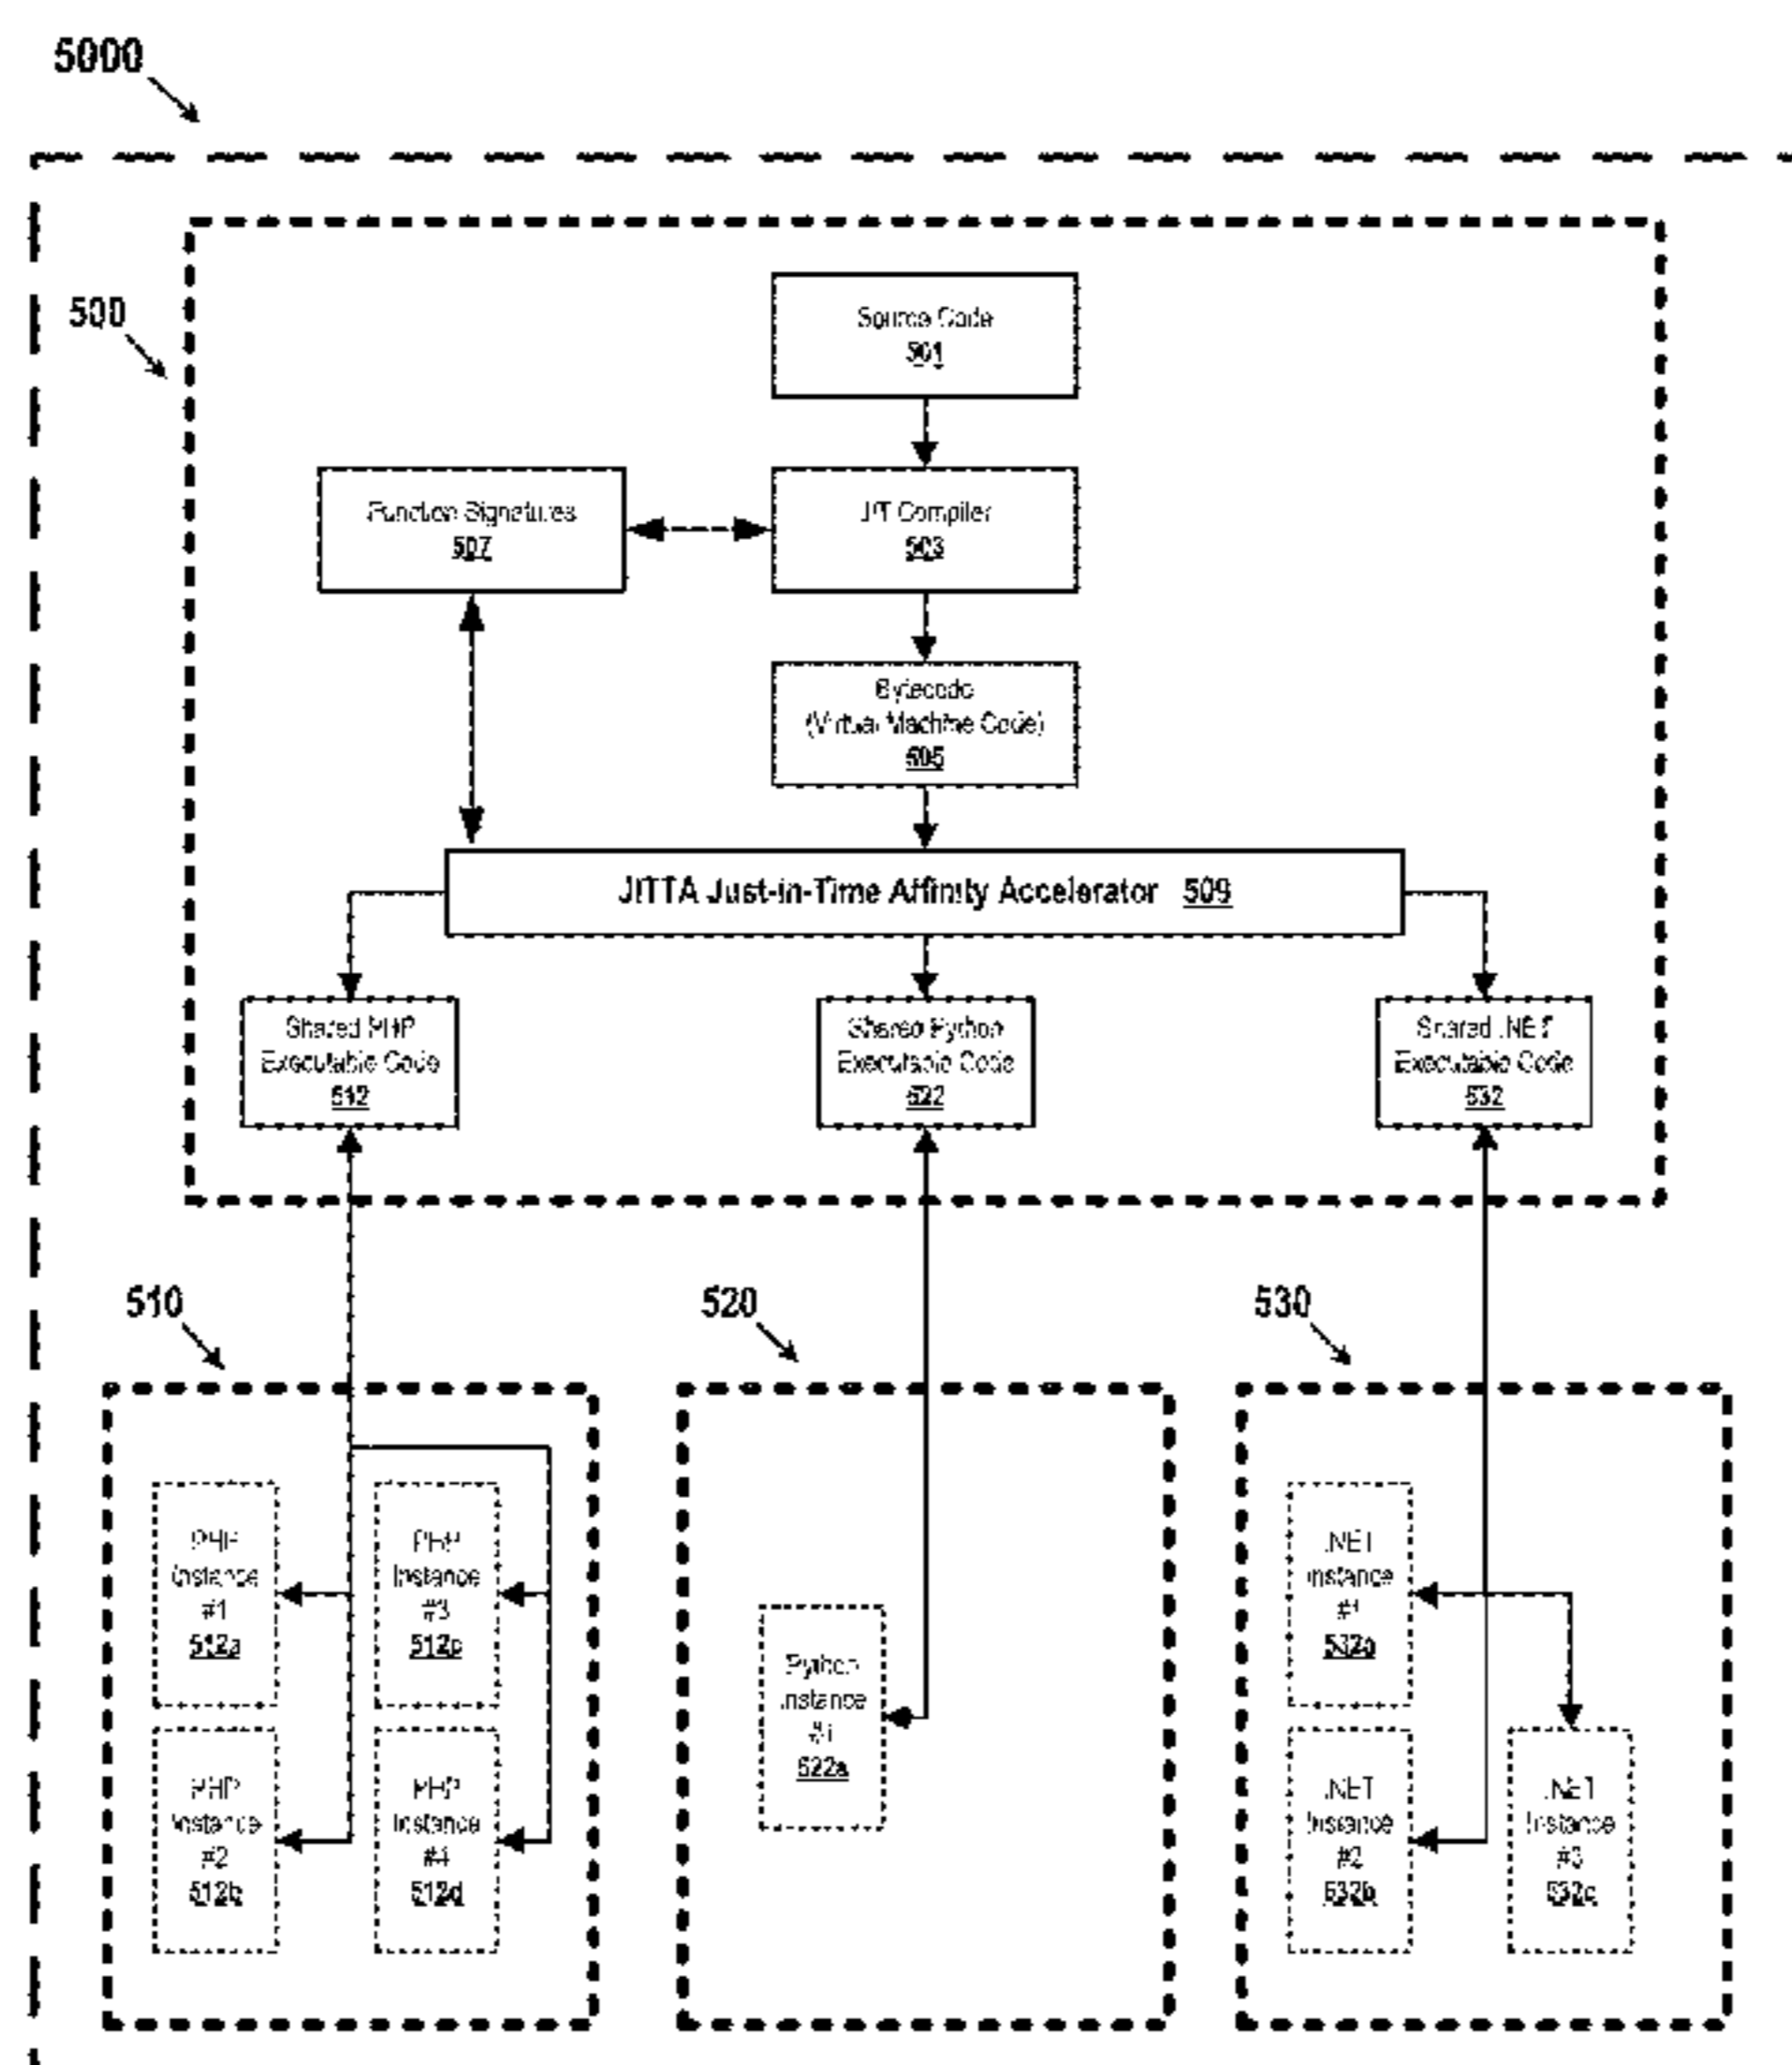 5000
500
Source Code
501
Function Signatures
507
JIT Compiler
503
Bytecode
(Virtual Machine Code)
505
JITTA Just-in-Time Affinity Accelerator 509
Shared PHP
Executable Code
512
Shared Python
Executable Code
522
Shared .NET
Executable Code
532
510
520
530
PHP
Instance
#1
512a
PHP
Instance
#3
512c
PHP
Instance
#2
512b
PHP
Instance
#4
512d
Python
Instance
#1
522a
.NET
Instance
#1
532a
.NET
Instance
#2
532b
.NET
Instance
#3
532c